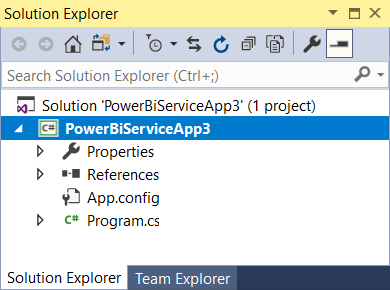 Solution Explorer
Search Solution Explorer (Ctrl+;)
Solution 'PowerBiServiceApp3' (1 project)
C# PowerBiServiceApp3
Properties
References
App.config
C# Program.cs
Solution Explorer Team Explorer